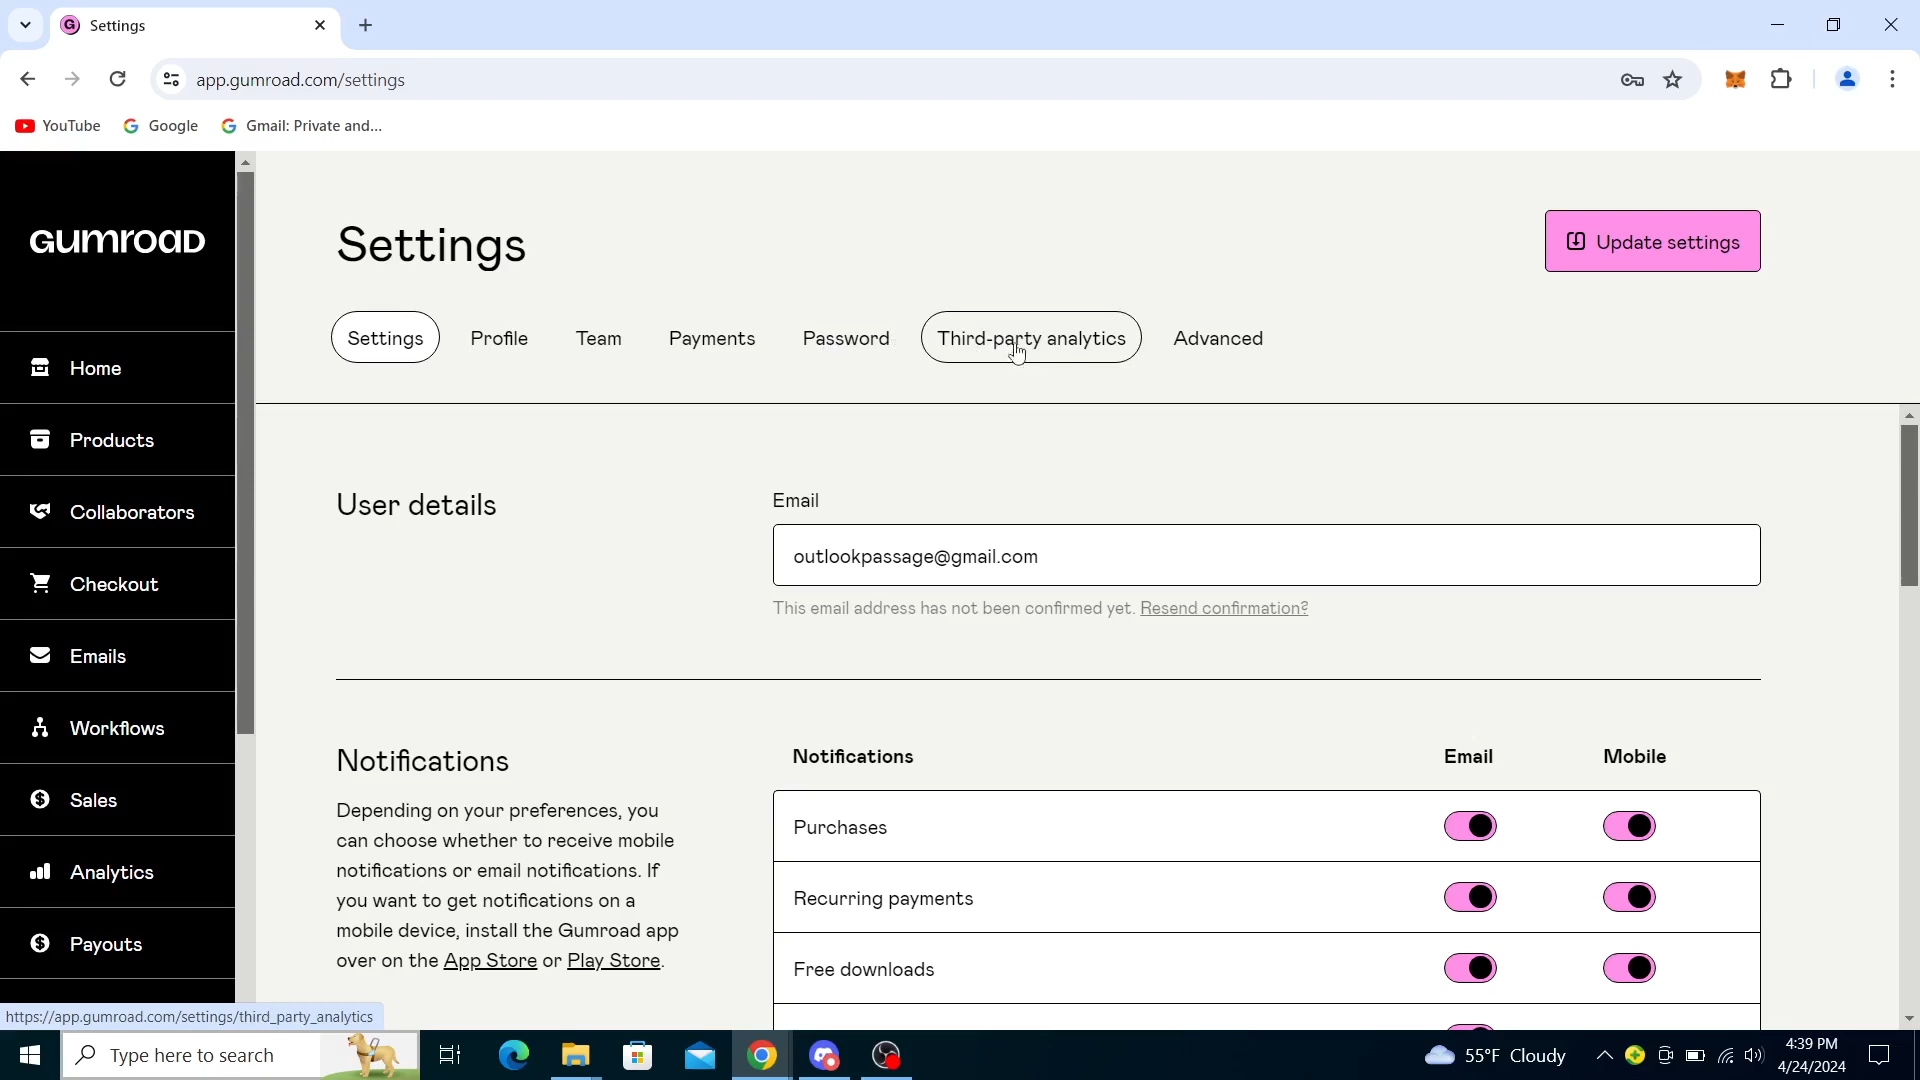 Settings
app.gumroad.com/settings
YouTube
Google
Gmail: Private and...
GUMROAD
Home
Products
Collaborators
Checkout
Emails
Workflows
Sales
Analytics
Payouts
Settings
Update settings
Settings
Profile
Team
Payments
Password
Third-party analytics
Advanced
User details
Email
outlookpassage@gmail.com
This email address has not been confirmed yet. Resend confirmation?
Notifications
Depending on your preferences, you
can choose whether to receive mobile
notifications or email notifications. If
you want to get notifications on a
mobile device, install the Gumroad app
over on the App Store or Play Store.
Notifications
Email
Mobile
Purchases
Recurring payments
Free downloads
https://app.gumroad.com/settings/third_party_analytics
Type here to search
55°F Cloudy
4:39 PM
4/24/2024